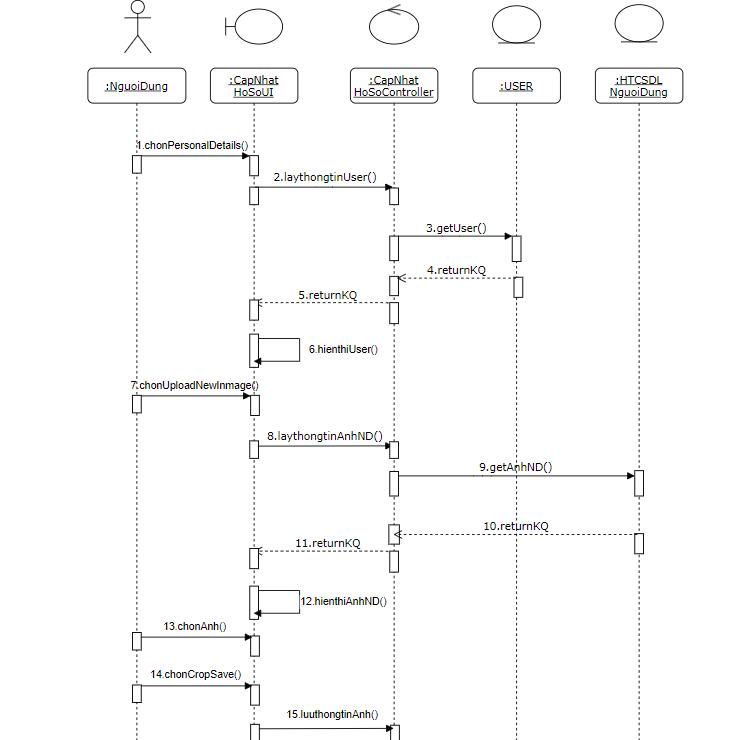 :NguoiDung
:CapNhat
HoSoUI
:CapNhat
HoSoController
:USER
:HTCSDL
NguoiDung
1.chonPersonalDetails()
2.laythongtinUser()
3.getUser()
4.returnKQ
5.returnKQ
6.hienthiUser()
7.chonUploadNewInmage()
8.laythongtinAnhND()
9.getAnhND()
10.returnKQ
11.returnKQ
12.hienthiAnhND()
13.chonAnh()
14.chonCropSave()
15.luuthongtinAnh()